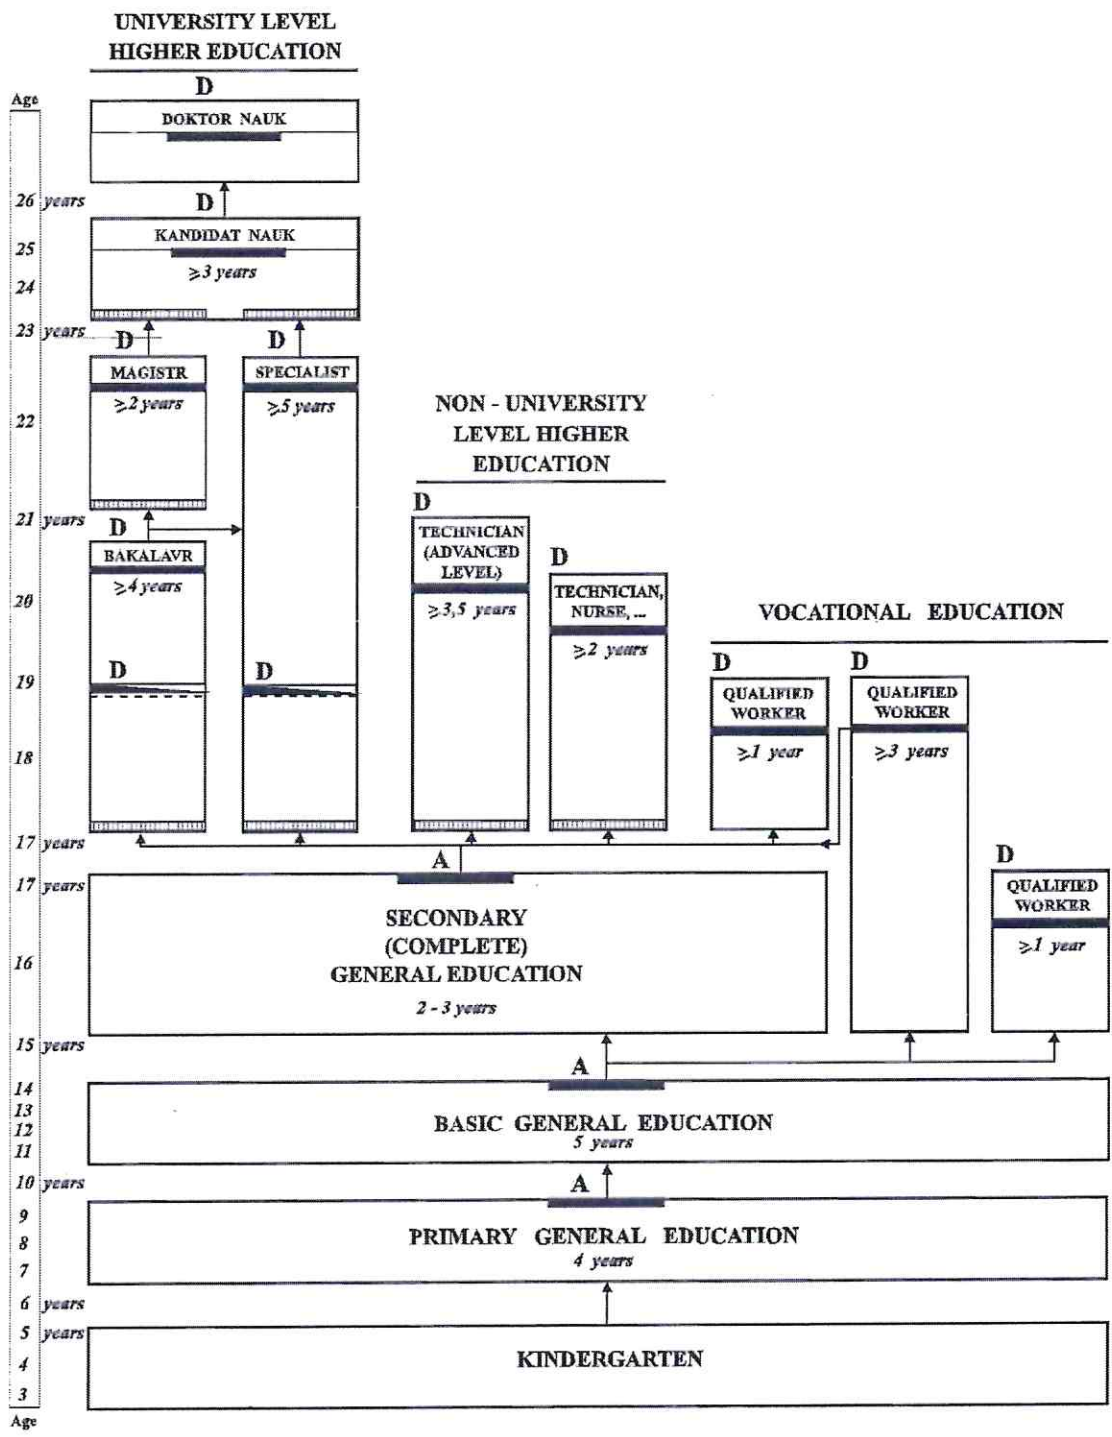 UNIVERSITY LEVEL
HIGHER EDUCATION
D
Age
DOKTOR NAUK
26 years
D
KANDIDAT NAUK
25
⩾3 years
24
23 years
D
D
MAGISTR
SPECIALIST
⩾2 years
⩾5 years
22
NON - UNIVERSITY
LEVEL HIGHER
EDUCATION
21 years
D
D
TECHNICIAN
(ADVANCED
LEVEL)
BAKALAVR
⩾4 years
D
TECHNICIAN,
NURSE, ...
20
⩾3,5 years
⩾2 years
VOCATIONAL EDUCATION
19
D
D
D
D
QUALIFIED
WORKER
QUALIFIED
WORKER
18
⩾1 year
⩾3 years
17 years
A
D
17 years
QUALIFIED
WORKER
SECONDARY
(COMPLETE)
GENERAL EDUCATION
16
⩾1 year
2 - 3 years
15 years
A
14
13
12
11
BASIC GENERAL EDUCATION
5 years
10 years
A
9
8
7
PRIMARY GENERAL EDUCATION
4 years
6 years
5 years
4
3
KINDERGARTEN
Age